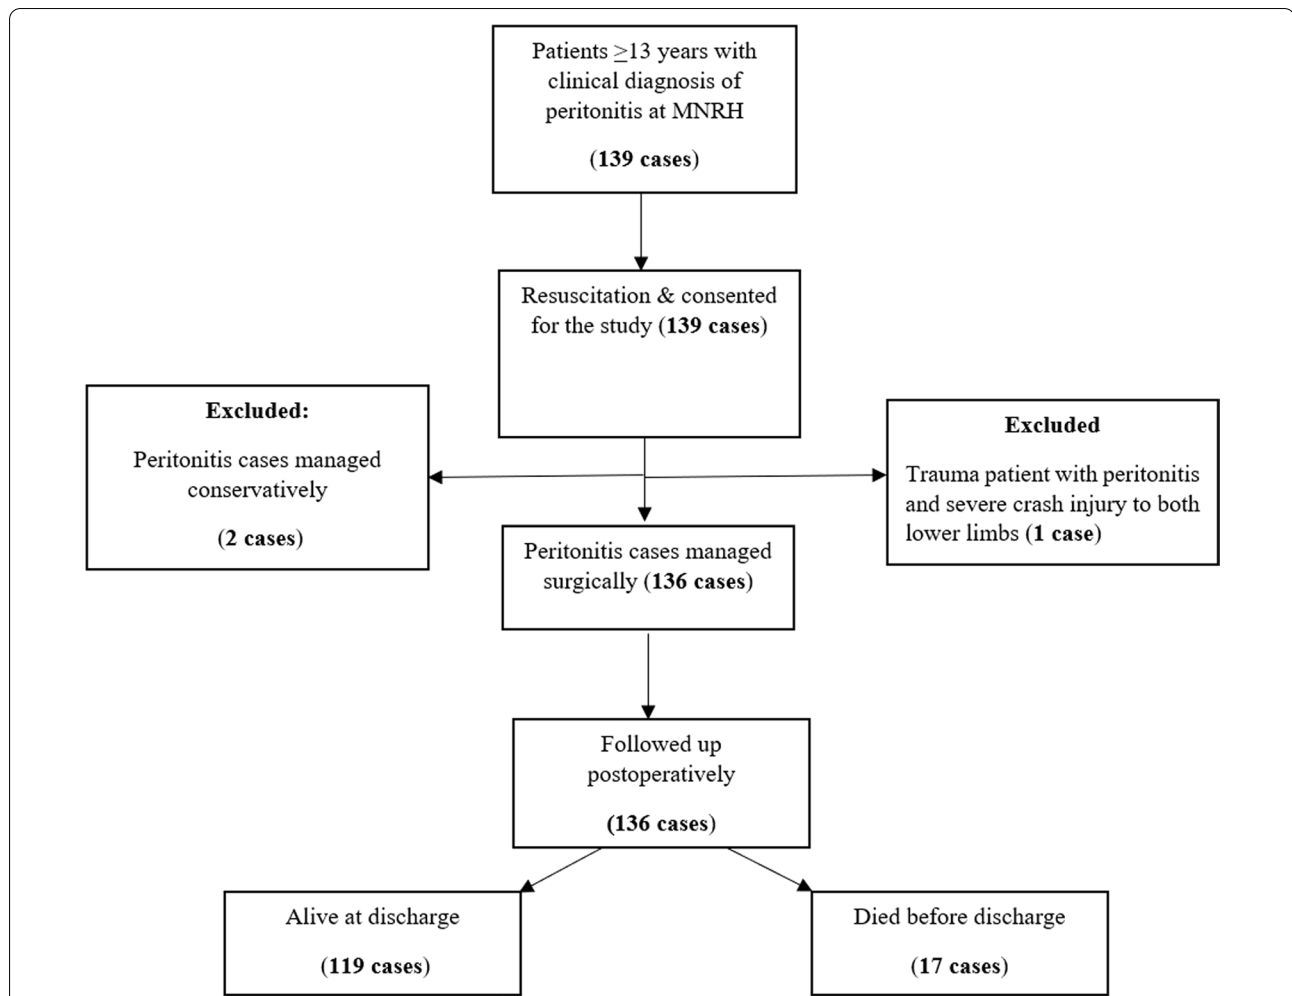 Patients ≥13 years with
clinical diagnosis of
peritonitis at MNRH
(139 cases)
Resuscitation & consented
for the study (139 cases)
Excluded:
Peritonitis cases managed
conservatively
(2 cases)
Excluded
Trauma patient with peritonitis
and severe crash injury to both
lower limbs (1 case)
Peritonitis cases managed
surgically (136 cases)
Followed up
postoperatively
(136 cases)
Alive at discharge
(119 cases)
Died before discharge
(17 cases)